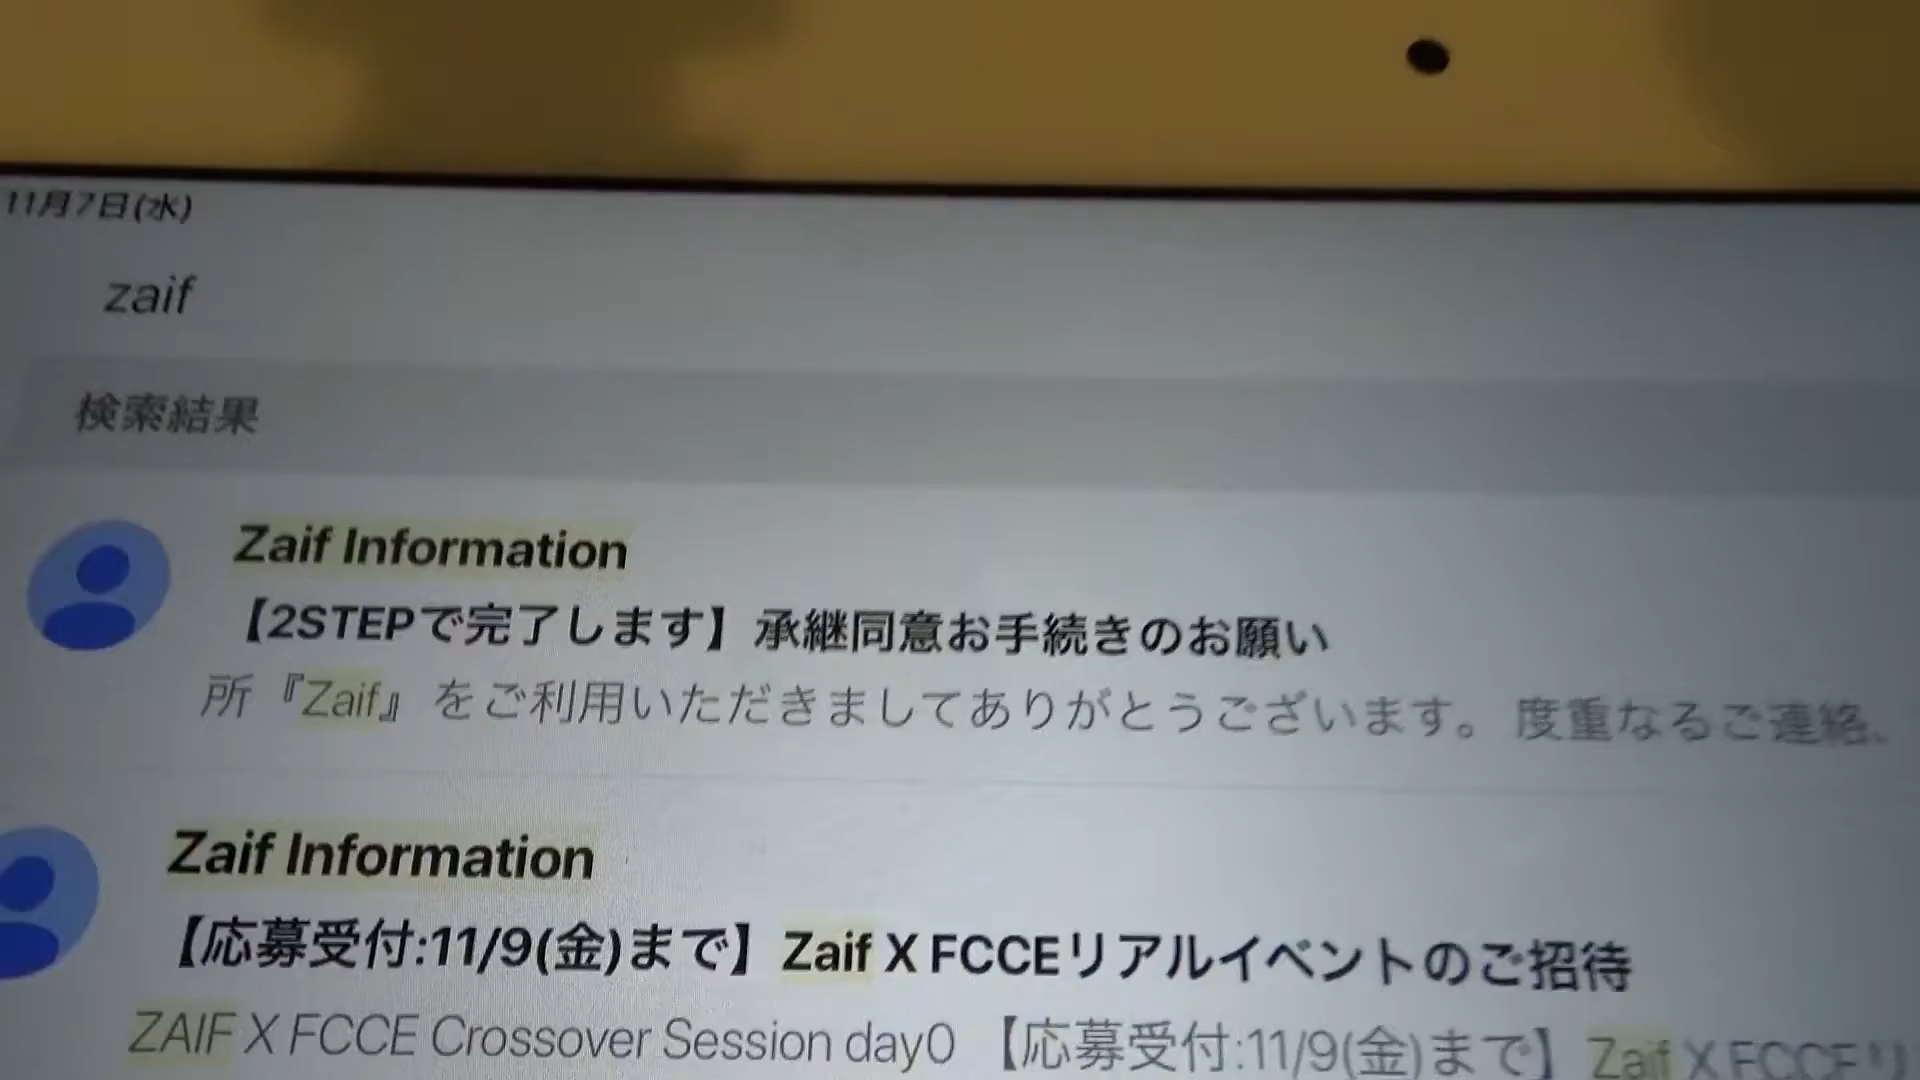 11月7日(水)
zaif
検索結果
Zaif Information
【2STEPで完了します】承継同意お手続きのお願い
所『Zaif』をご利用いただきましてありがとうございます。度重なるご連絡、
Zaif Information
【応募受付:11/9(金)まで】Zaif X FCCEリアルイベントのご招待
ZAIF X FCCE Crossover Session day0 【応募受付:11/9(金)まで】Zaif X FCCEリ